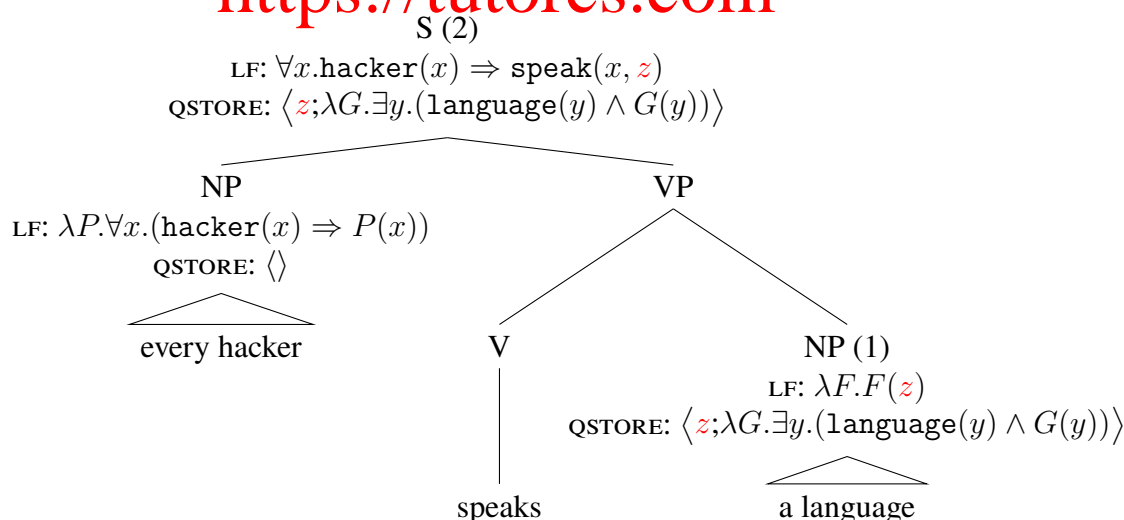 https://tutores.com
S (2)
LF: ∀x.hacker(x) ⇒ speak(x, z)
QSTORE: ⟨z;λG.∃y.(language(y) ∧ G(y))⟩
NP VP
LF: λP.∀x.(hacker(x) ⇒ P(x))
QSTORE: ⟨⟩
every hacker V NP (1)
LF: λF.F(z)
QSTORE: ⟨z;λG.∃y.(language(y) ∧ G(y))⟩
speaks a language